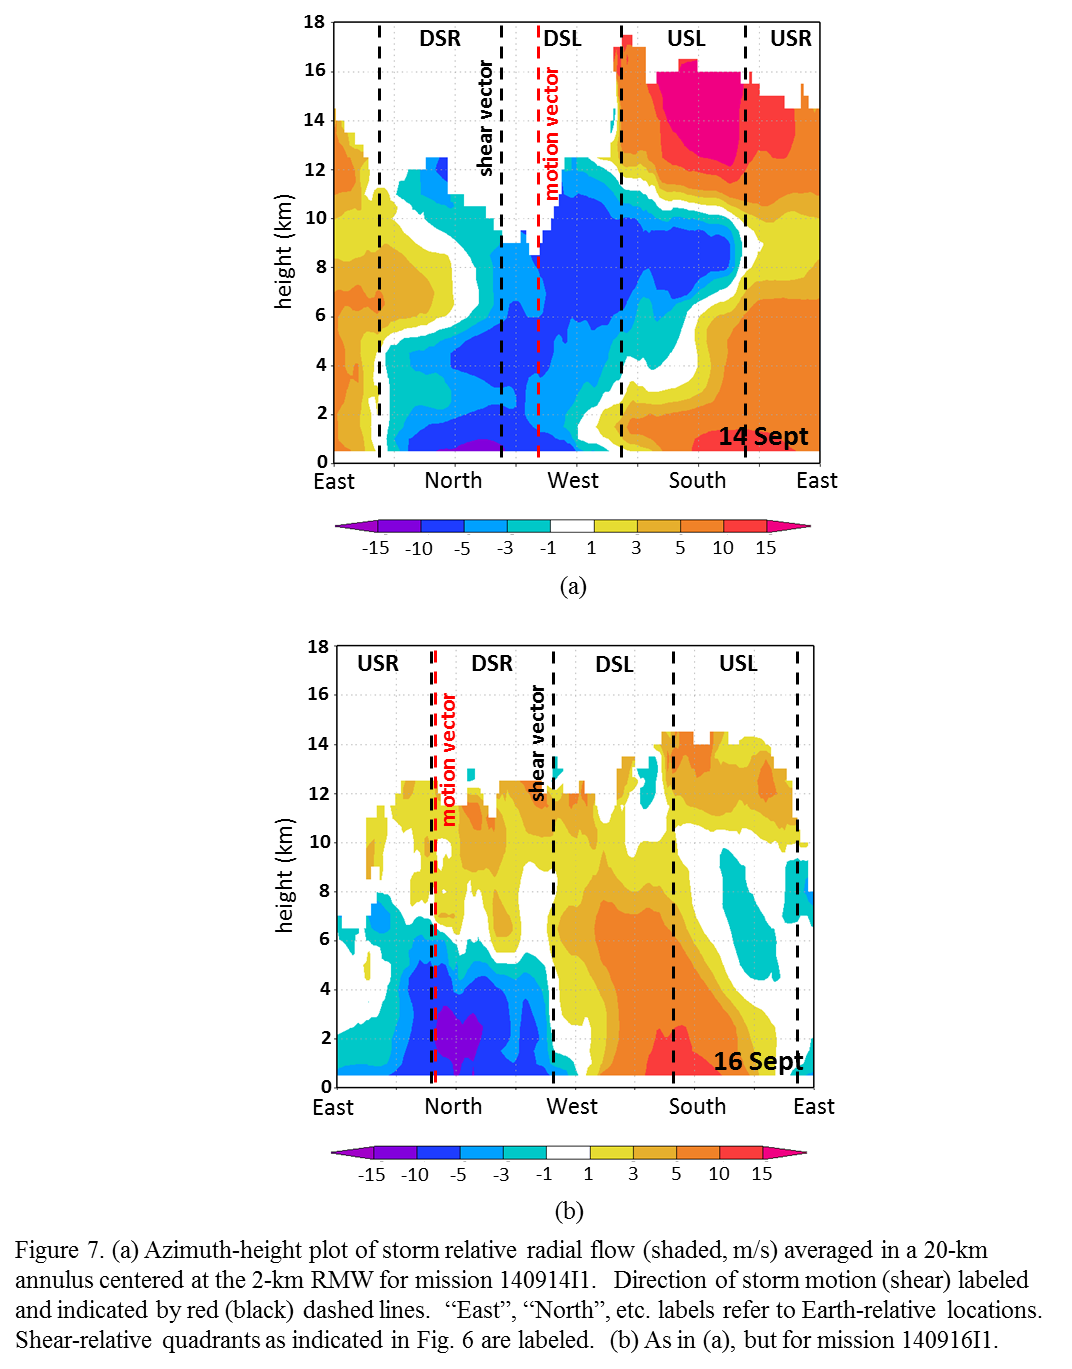 18
16
14
12
10
8
6
4
2
0
height (km)
DSR
DSL
USL
USR
shear vector
motion vector
14 Sept
East
North
West
South
East
-15
-10
-5
-3
-1
1
3
5
10
15
(a)
18
16
14
12
10
8
6
4
2
0
height (km)
USR
DSR
DSL
USL
motion vector
shear vector
16 Sept
East
North
West
South
East
-15
-10
-5
-3
-1
1
3
5
10
15
(b)
Figure 7. (a) Azimuth-height plot of storm relative radial flow (shaded, m/s) averaged in a 20-km
annulus centered at the 2-km RMW for mission 140914I1. Direction of storm motion (shear) labeled
and indicated by red (black) dashed lines. “East”, “North”, etc. labels refer to Earth-relative locations.
Shear-relative quadrants as indicated in Fig. 6 are labeled. (b) As in (a), but for mission 140916I1.